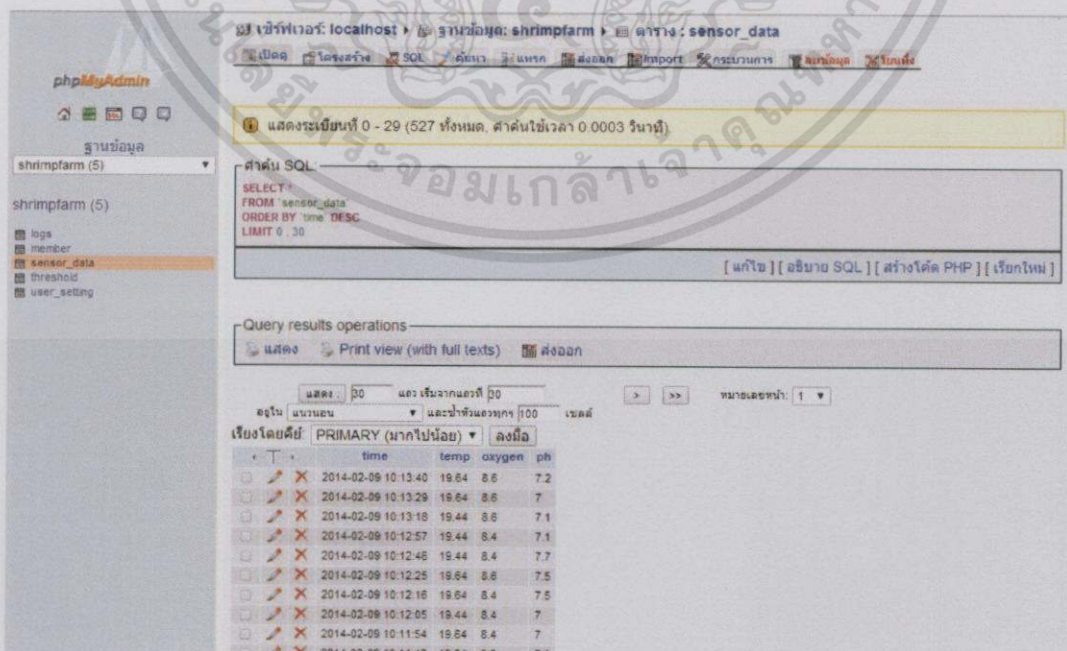 เซิร์ฟเวอร์: localhost ▸ ฐานข้อมูล: shrimpfarm ▸ ตาราง : sensor_data
เปิดดู โครงสร้าง SQL ค้นหา แทรก ส่งออก Import กระบวนการ ลบข้อมูล โยนทิ้ง
phpMyAdmin
ฐานข้อมูล
shrimpfarm (5)
shrimpfarm (5)
logs
member
sensor_data
threshold
user_setting
แสดงระเบียนที่ 0 - 29 (527 ทั้งหมด, คำค้นใช้เวลา 0.0003 วินาที)
คำค้น SQL:
SELECT *
FROM `sensor_data`
ORDER BY `time` DESC
LIMIT 0 , 30
[ แก้ไข ] [ อธิบาย SQL ] [ สร้างโค้ด PHP ] [ เรียกใหม่ ]
Query results operations
แสดง Print view (with full texts) ส่งออก
แสดง : 30 แถว เริ่มจากแถวที่ 30 > >> หมายเลขหน้า: 1
อยู่ใน แนวนอน และซ้ำหัวแถวทุกๆ 100 เซลล์
เรียงโดยคีย์: PRIMARY (มากไปน้อย) ลงมือ
time temp oxygen ph
2014-02-09 10:13:40 19.64 8.6 7.2
2014-02-09 10:13:29 19.64 8.6 7
2014-02-09 10:13:18 19.44 8.6 7.1
2014-02-09 10:12:57 19.44 8.4 7.1
2014-02-09 10:12:46 19.44 8.4 7.7
2014-02-09 10:12:25 19.64 8.6 7.5
2014-02-09 10:12:16 19.64 8.4 7.5
2014-02-09 10:12:05 19.44 8.4 7
2014-02-09 10:11:54 19.64 8.4 7